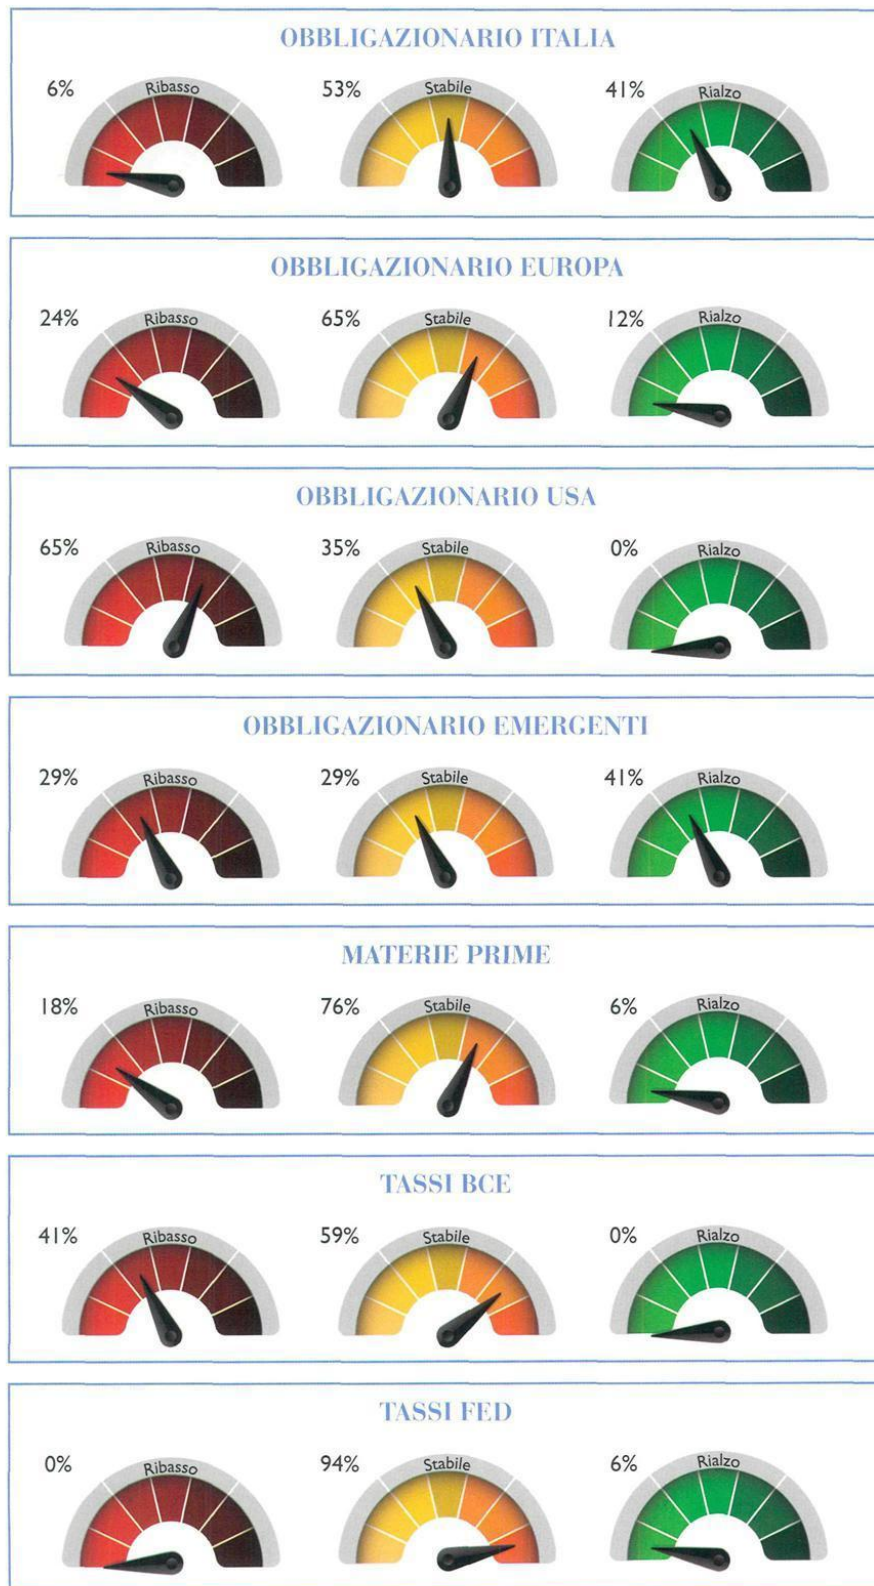 OBBLIGAZIONARIO ITALIA
6% Ribasso 53% Stabile 41% Rialzo
OBBLIGAZIONARIO EUROPA
24% Ribasso 65% Stabile 12% Rialzo
OBBLIGAZIONARIO USA
65% Ribasso 35% Stabile 0% Rialzo
OBBLIGAZIONARIO EMERGENTI
29% Ribasso 29% Stabile 41% Rialzo
MATERIE PRIME
18% Ribasso 76% Stabile 6% Rialzo
TASSI BCE
41% Ribasso 59% Stabile 0% Rialzo
TASSI FED
0% Ribasso 94% Stabile 6% Rialzo